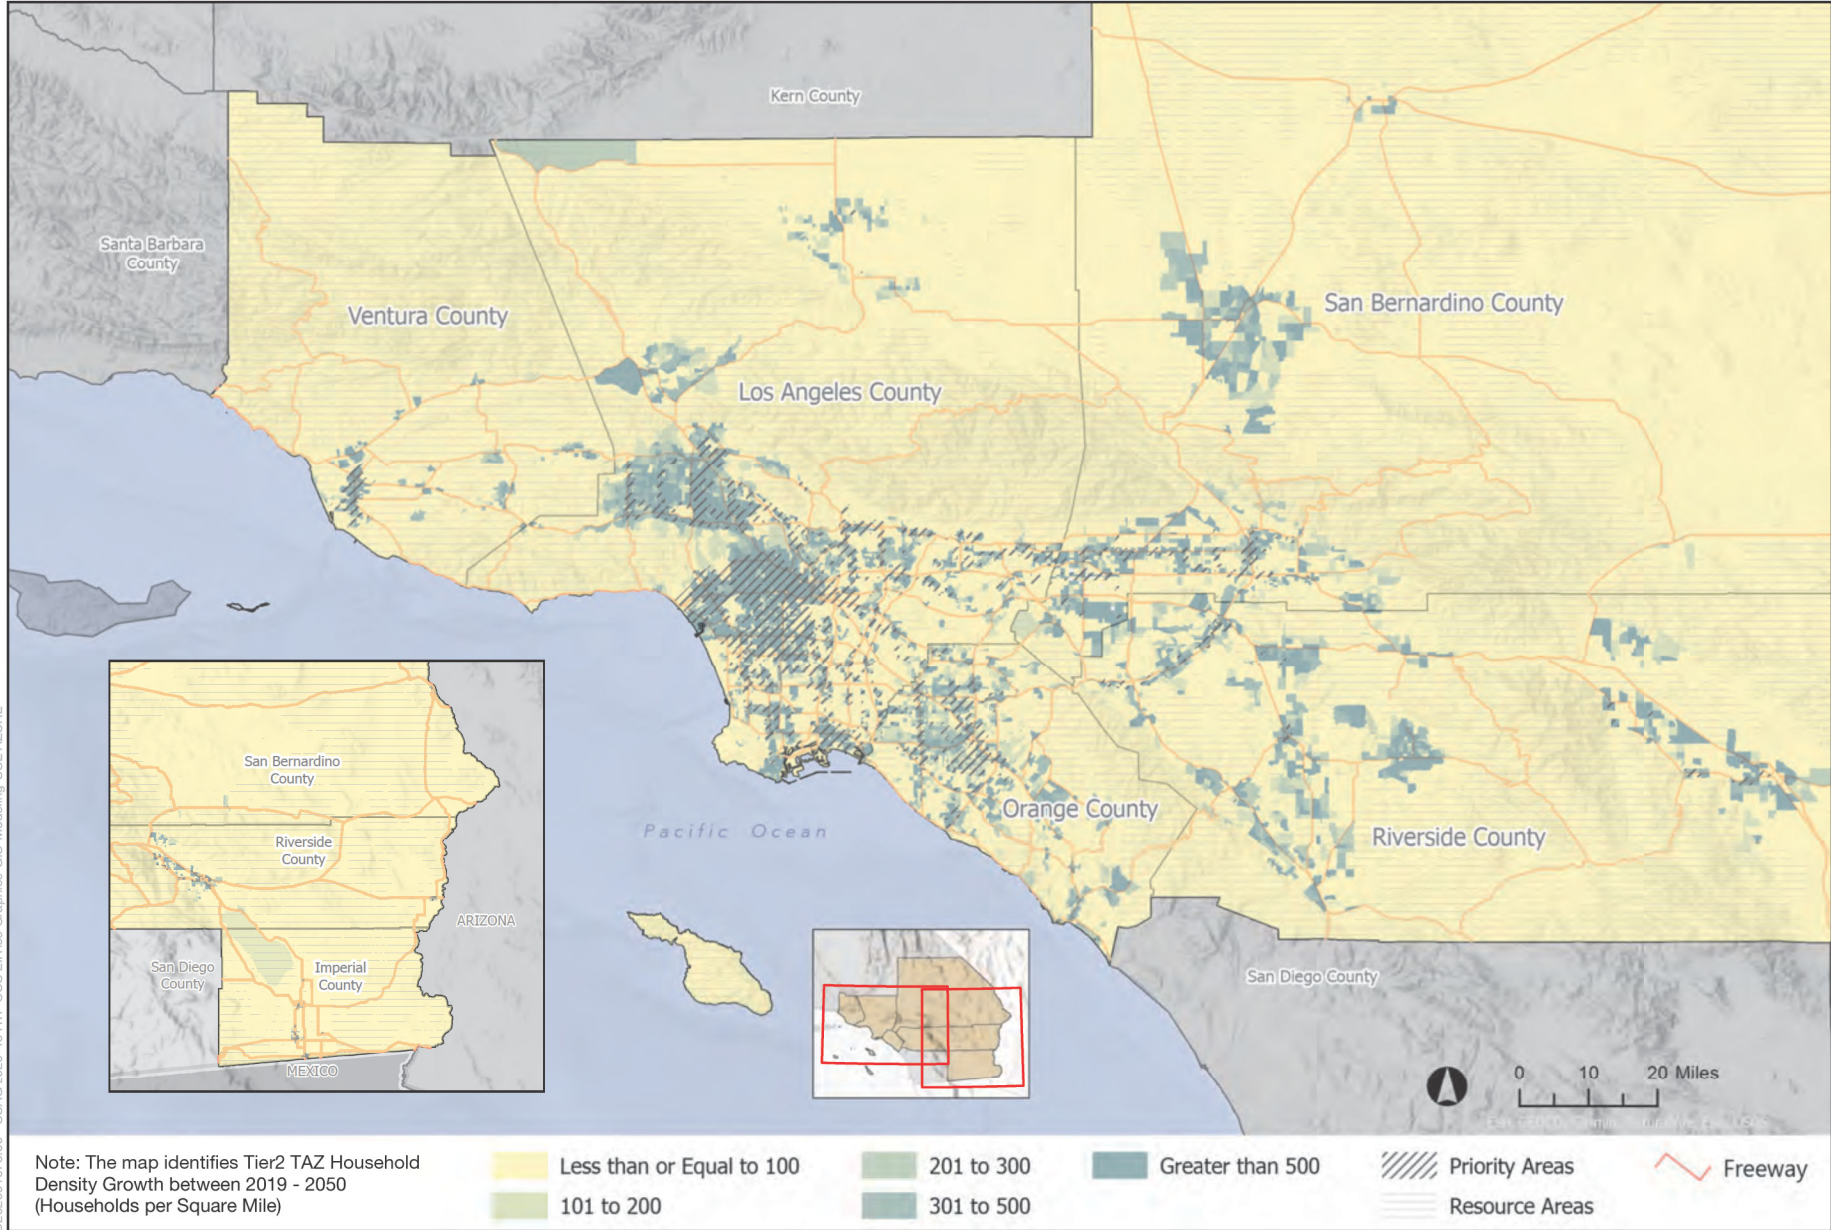 Kern County
Santa Barbara
County
Ventura County
San Bernardino County
Los Angeles County
Pacific Ocean
Orange County
Riverside County
San Diego County
San Bernardino
County
Riverside
County
ARIZONA
San Diego
County
Imperial
County
MEXICO
0 10 20 Miles
Note: The map identifies Tier2 TAZ Household
Density Growth between 2019 - 2050
(Households per Square Mile)
Less than or Equal to 100
101 to 200
201 to 300
301 to 500
Greater than 500
Priority Areas
Resource Areas
Freeway